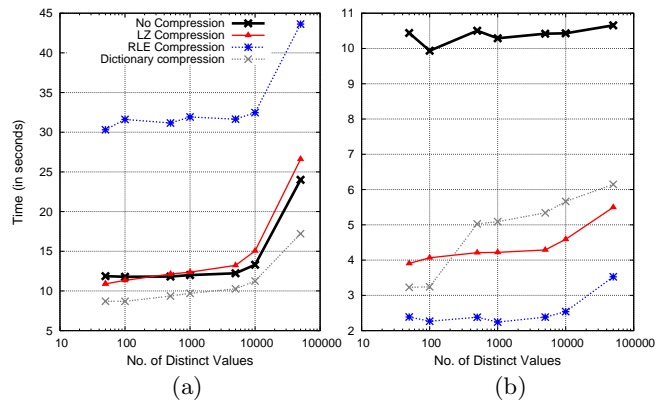 No Compression
LZ Compression
RLE Compression
Dictionary compression
Time (in seconds)
45
40
35
30
25
20
15
10
5
10 100 1000 10000 100000
No. of Distinct Values
(a)
11
10
9
8
7
6
5
4
3
2
10 100 1000 10000 100000
No. of Distinct Values
(b)